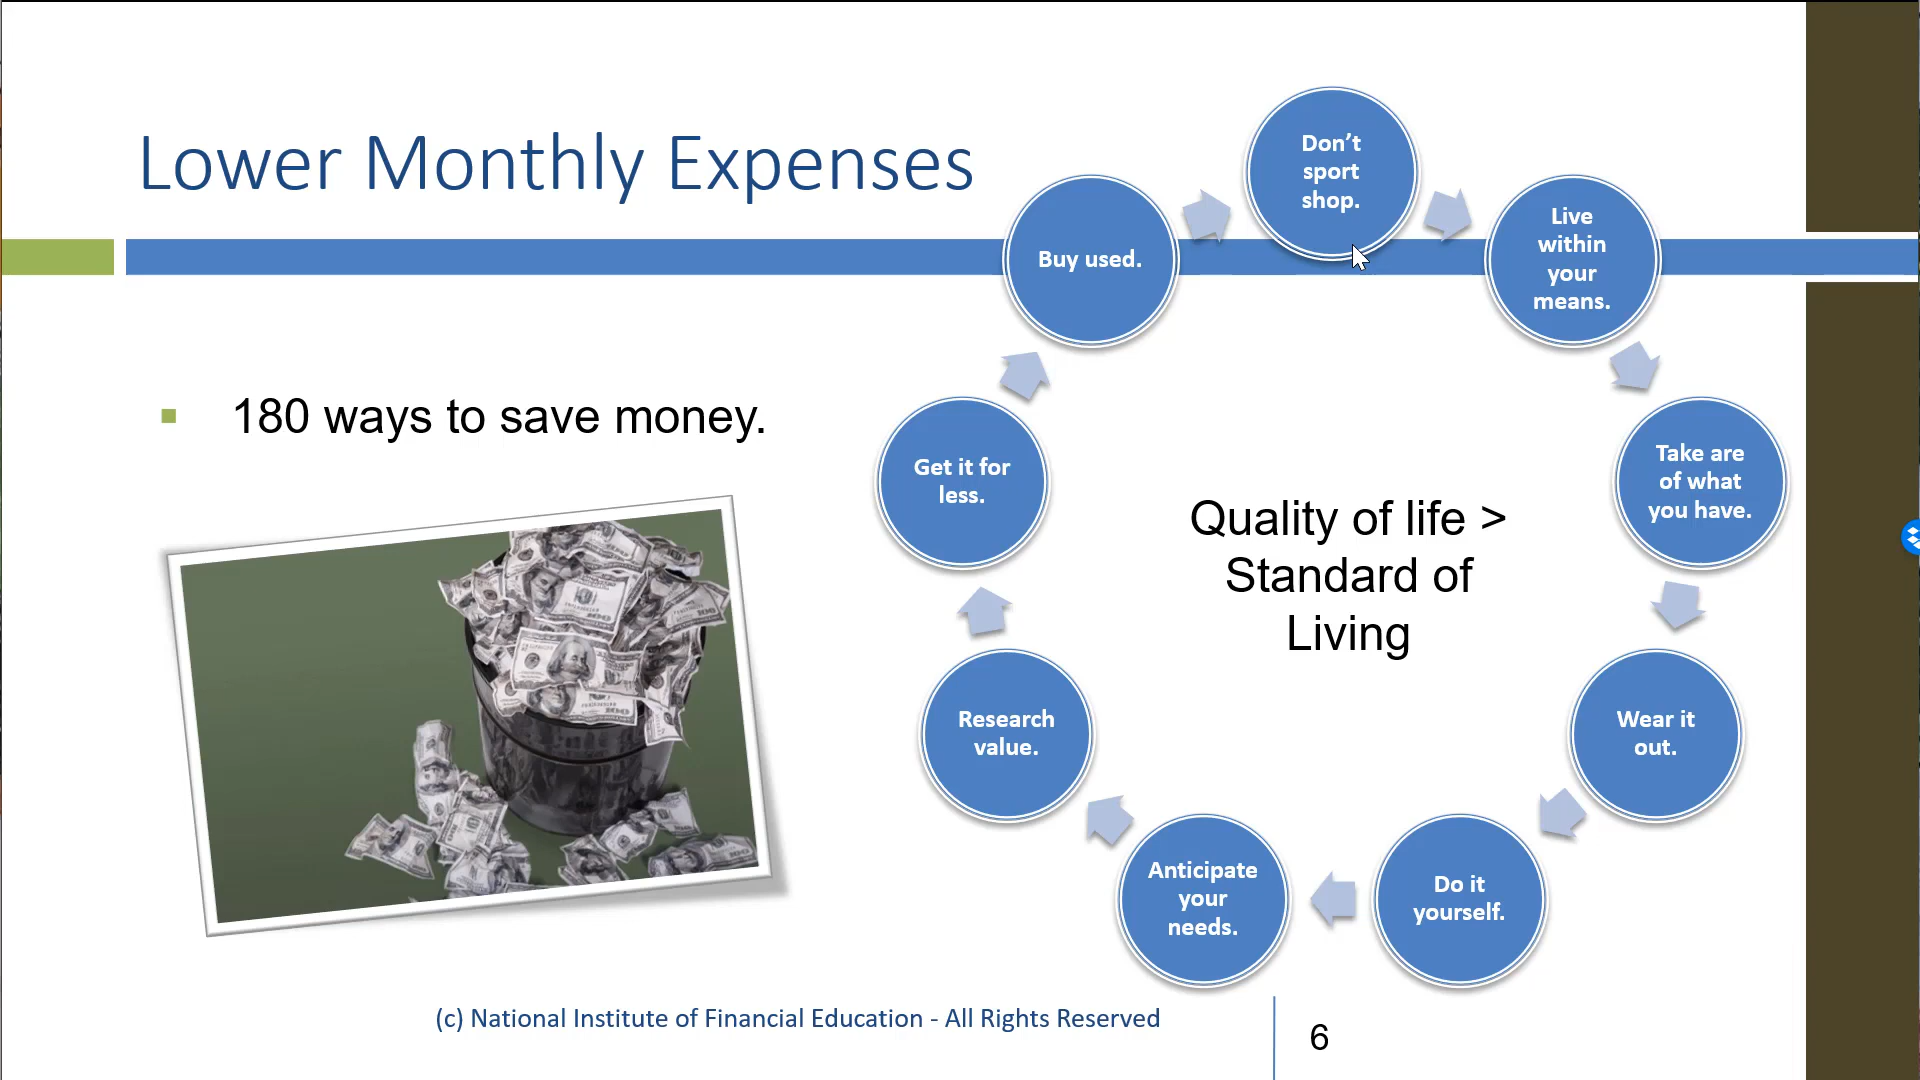 Lower Monthly Expenses
180 ways to save money.
Don’t
sport
shop.
Live
within
your
means.
Take are
of what
you have.
Wear it
out.
Do it
yourself.
Anticipate
your
needs.
Research
value.
Get it for
less.
Buy used.
Quality of life >
Standard of
Living
(c) National Institute of Financial Education - All Rights Reserved
6